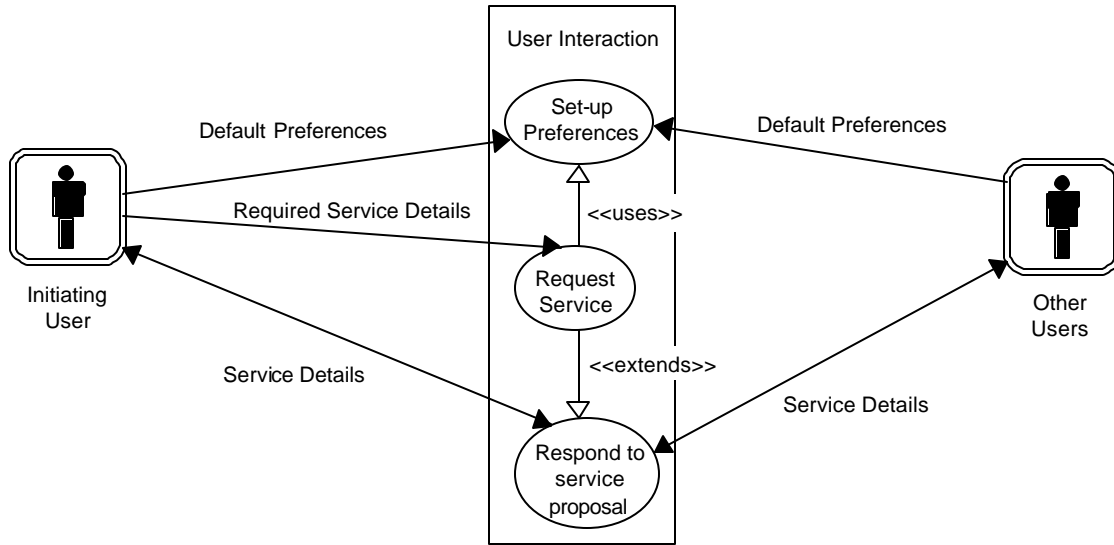 User Interaction
Set-up
Preferences
Default Preferences
Default Preferences
<<uses>>
Required Service Details
Request
Service
Initiating
User
Other
Users
<<extends>>
Service Details
Service Details
Respond to
service
proposal